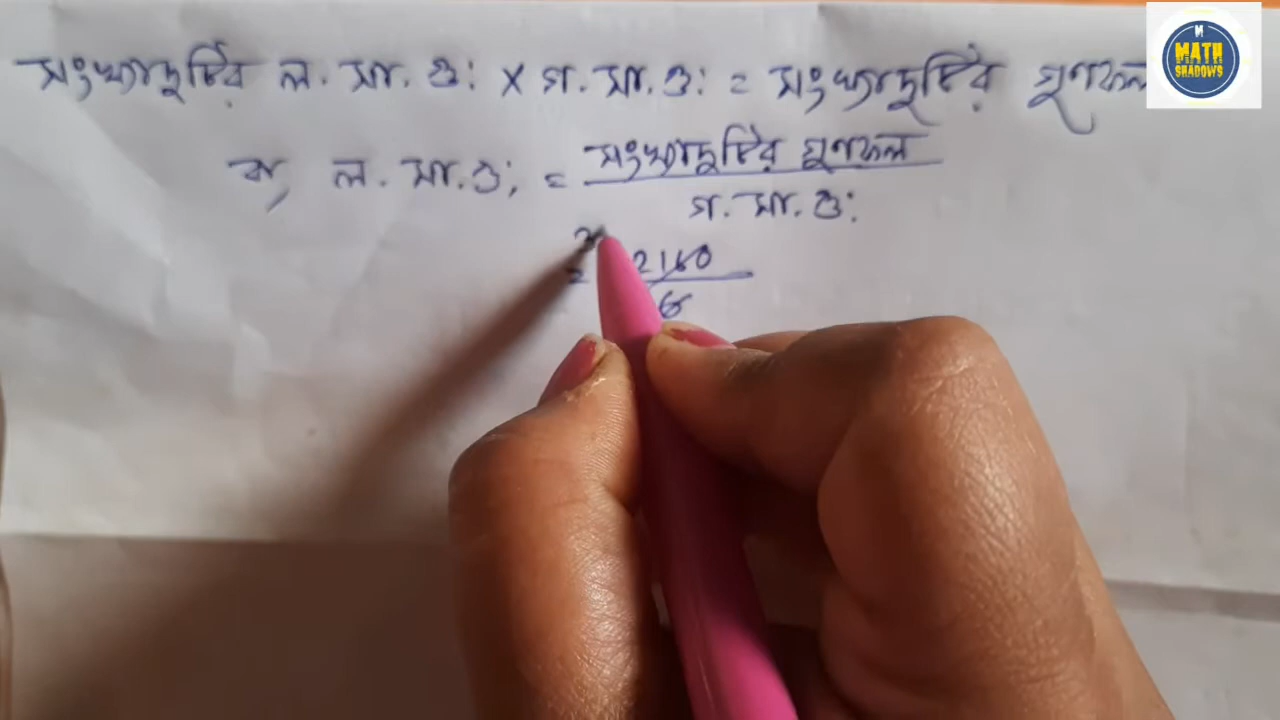 সংখ্যাদুটির ল. সা. গু: × গ. সা. গু: = সংখ্যাদুটির গুণফল
বা, ল. সা. গু: = সংখ্যাদুটির গুণফল
গ. সা. গু:
= 2160
6
M
MATH
SHADOWS